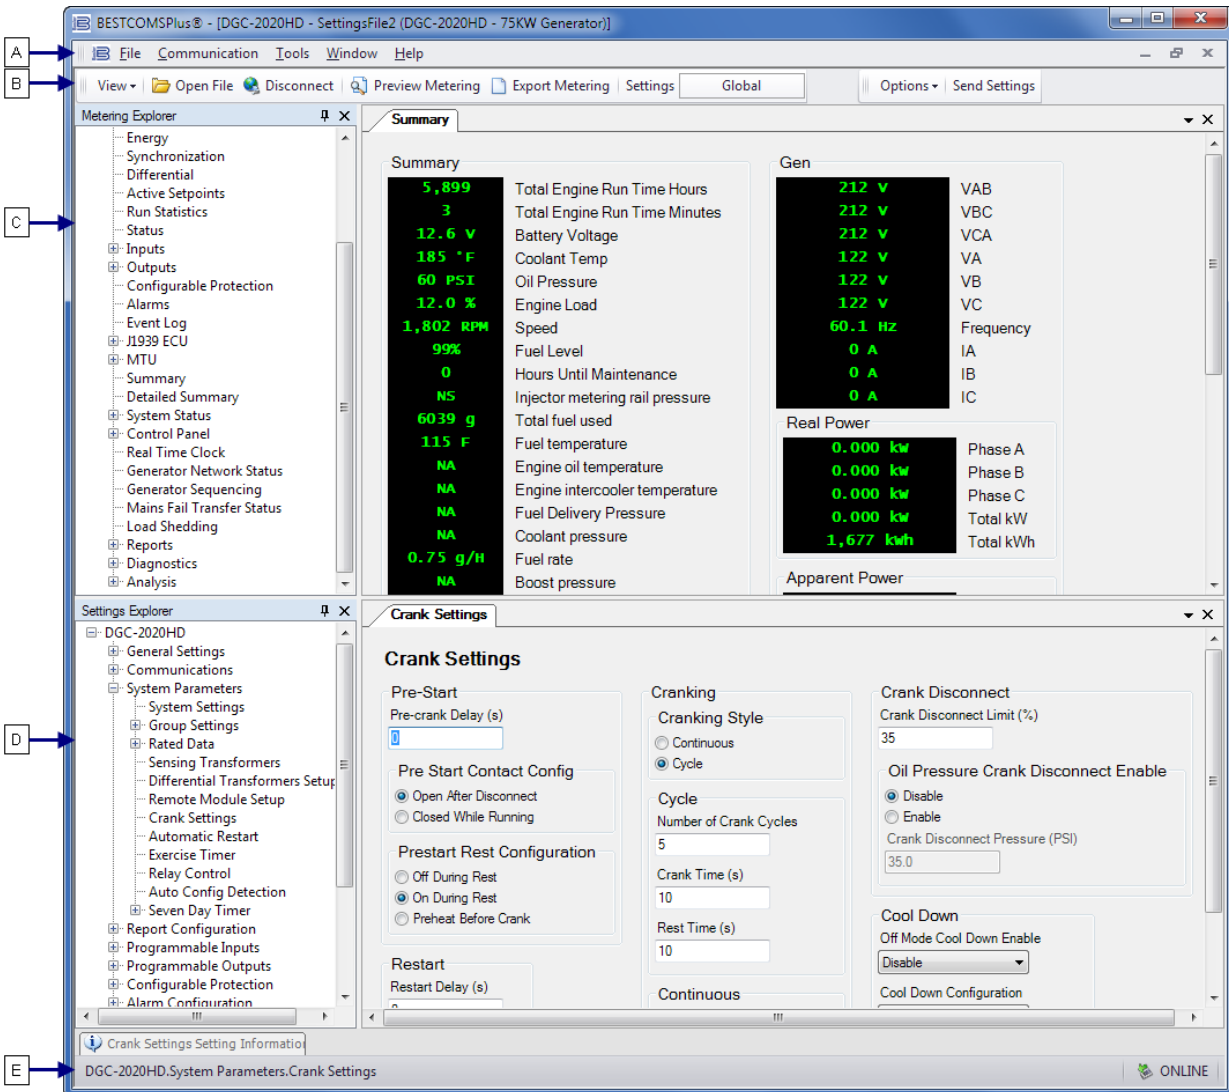 BESTCOMSPlus® - [DGC-2020HD - SettingsFile2 (DGC-2020HD - 75KW Generator)]
A
File Communication Tools Window Help
B
View Open File Disconnect Preview Metering Export Metering Settings Global Options Send Settings
Metering Explorer
Energy
Synchronization
Differential
Active Setpoints
Run Statistics
Status
C
Inputs
Outputs
Configurable Protection
Alarms
Event Log
J1939 ECU
MTU
Summary
Detailed Summary
System Status
Control Panel
Real Time Clock
Generator Network Status
Generator Sequencing
Mains Fail Transfer Status
Load Shedding
Reports
Diagnostics
Analysis
Summary
Summary
5,899 Total Engine Run Time Hours
3 Total Engine Run Time Minutes
12.6 V Battery Voltage
185 °F Coolant Temp
60 PSI Oil Pressure
12.0 % Engine Load
1,802 RPM Speed
99% Fuel Level
0 Hours Until Maintenance
NS Injector metering rail pressure
6039 g Total fuel used
115 F Fuel temperature
NA Engine oil temperature
NA Engine intercooler temperature
NA Fuel Delivery Pressure
NA Coolant pressure
0.75 g/H Fuel rate
NA Boost pressure
Gen
212 V VAB
212 V VBC
212 V VCA
122 V VA
122 V VB
122 V VC
60.1 Hz Frequency
0 A IA
0 A IB
0 A IC
Real Power
0.000 kW Phase A
0.000 kW Phase B
0.000 kW Phase C
0.000 kW Total kW
1,677 kWh Total kWh
Apparent Power
Settings Explorer
DGC-2020HD
General Settings
Communications
System Parameters
System Settings
Group Settings
D
Rated Data
Sensing Transformers
Differential Transformers Setup
Remote Module Setup
Crank Settings
Automatic Restart
Exercise Timer
Relay Control
Auto Config Detection
Seven Day Timer
Report Configuration
Programmable Inputs
Programmable Outputs
Configurable Protection
Alarm Configuration
Crank Settings
Crank Settings
Pre-Start
Pre-crank Delay (s)
0
Pre Start Contact Config
Open After Disconnect
Closed While Running
Prestart Rest Configuration
Off During Rest
On During Rest
Preheat Before Crank
Restart
Restart Delay (s)
Cranking
Cranking Style
Continuous
Cycle
Cycle
Number of Crank Cycles
5
Crank Time (s)
10
Rest Time (s)
10
Continuous
Crank Disconnect
Crank Disconnect Limit (%)
35
Oil Pressure Crank Disconnect Enable
Disable
Enable
Crank Disconnect Pressure (PSI)
35.0
Cool Down
Off Mode Cool Down Enable
Disable
Cool Down Configuration
Crank Settings Setting Information
E
DGC-2020HD.System Parameters.Crank Settings ONLINE